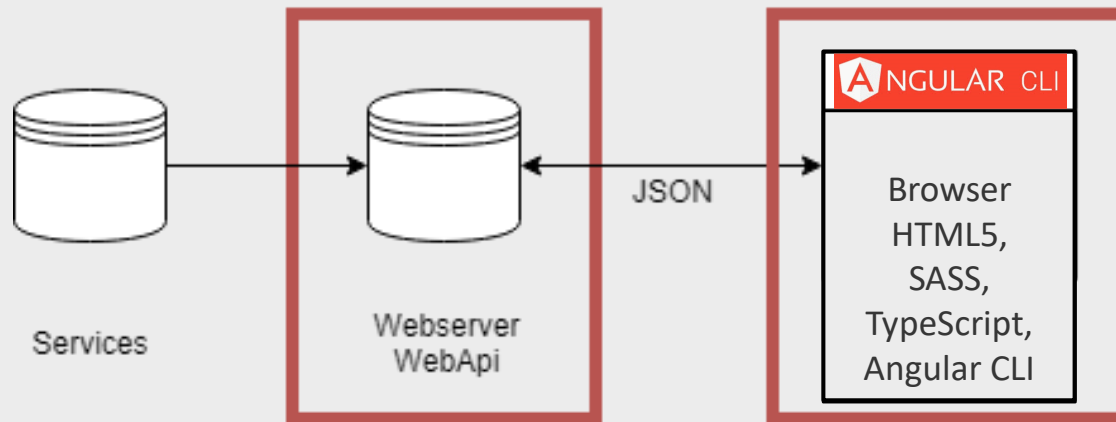 ANGULAR CLI
Services
Webserver
WebApi
JSON
Browser
HTML5,
SASS,
TypeScript,
Angular CLI